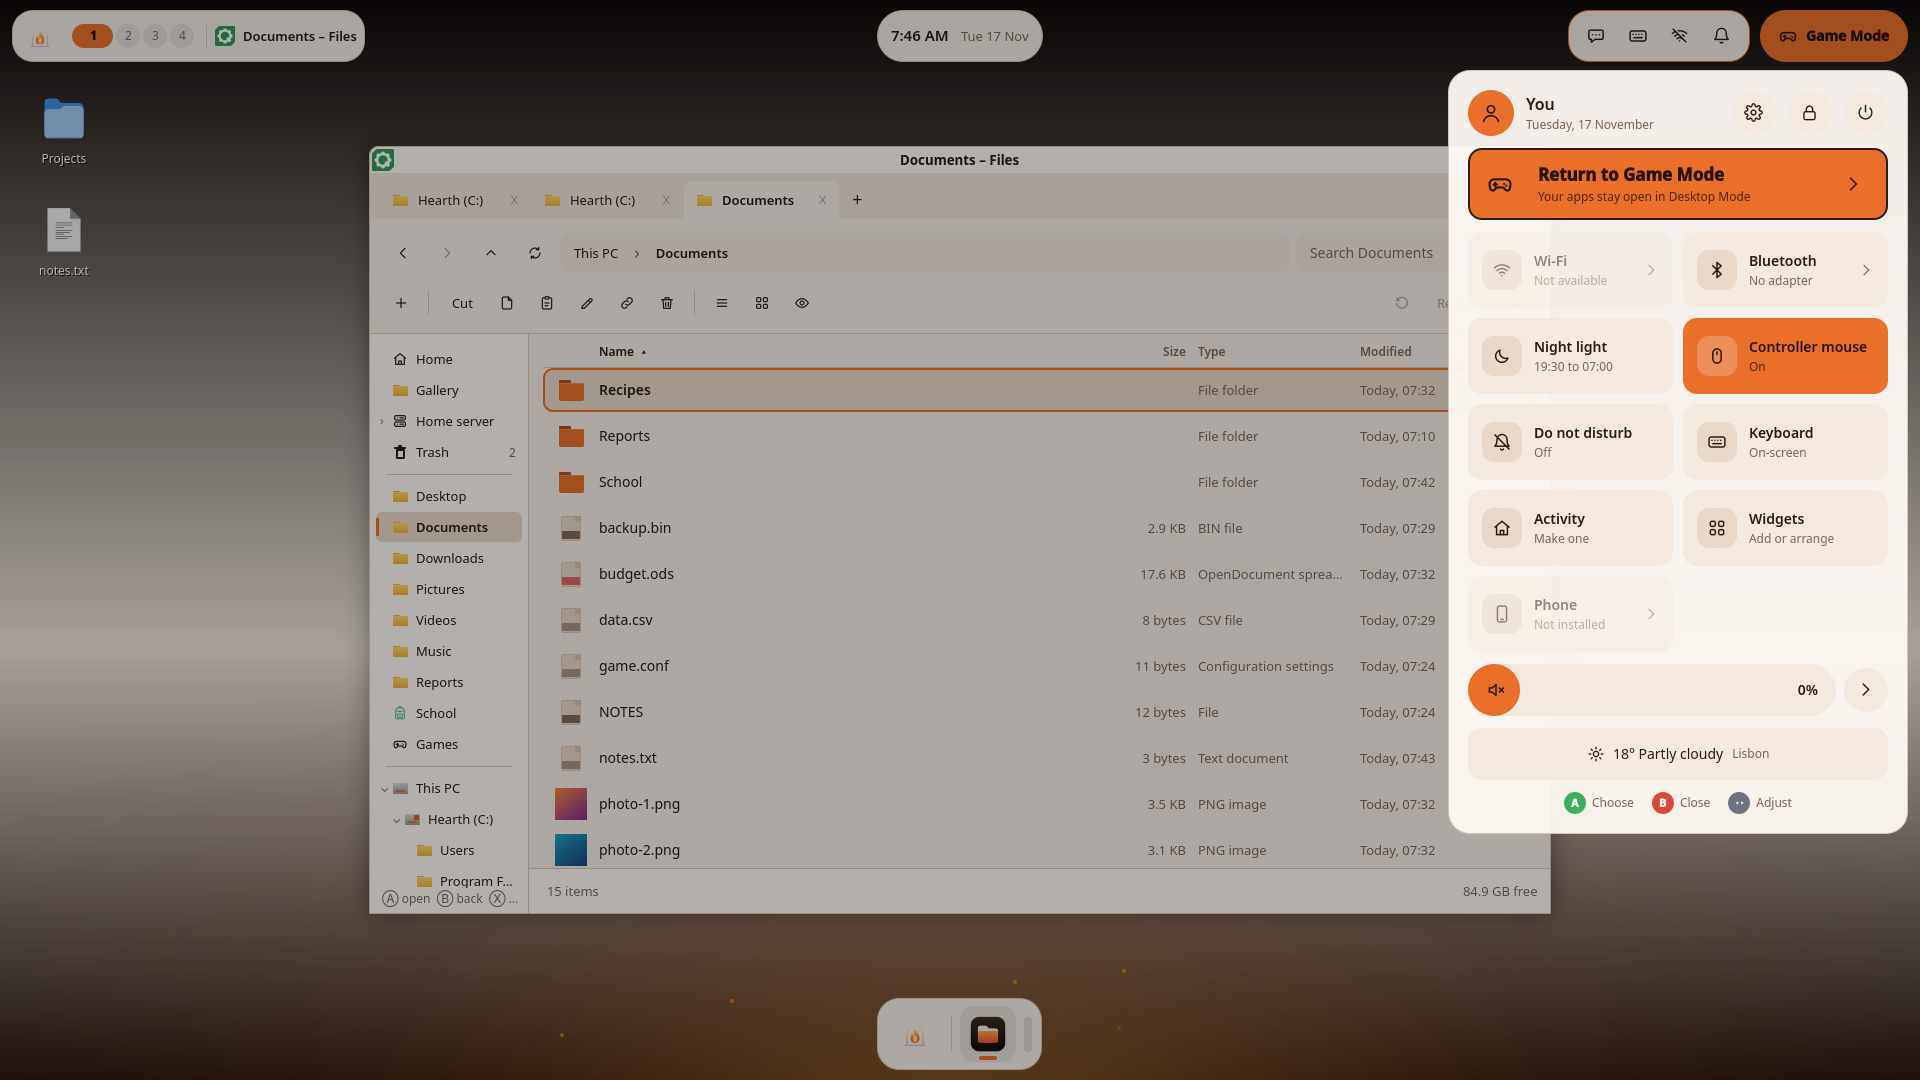 1 2 3 4 Documents – Files
7:46 AM Tue 17 Nov
Game Mode
Projects
notes.txt
Documents – Files
Hearth (C:) X Hearth (C:) X Documents X +
This PC › Documents
Search Documents
Cut
Home
Gallery
Home server
Trash 2
Desktop
Documents
Downloads
Pictures
Videos
Music
Reports
School
Games
This PC
Hearth (C:)
Users
Program F...
A open B back X ...
Name Size Type Modified
Recipes File folder Today, 07:32
Reports File folder Today, 07:10
School File folder Today, 07:42
backup.bin 2.9 KB BIN file Today, 07:29
budget.ods 17.6 KB OpenDocument sprea... Today, 07:32
data.csv 8 bytes CSV file Today, 07:29
game.conf 11 bytes Configuration settings Today, 07:24
NOTES 12 bytes File Today, 07:24
notes.txt 3 bytes Text document Today, 07:43
photo-1.png 3.5 KB PNG image Today, 07:32
photo-2.png 3.1 KB PNG image Today, 07:32
15 items 84.9 GB free
You
Tuesday, 17 November
Return to Game Mode
Your apps stay open in Desktop Mode
Wi-Fi
Not available
Bluetooth
No adapter
Night light
19:30 to 07:00
Controller mouse
On
Do not disturb
Off
Keyboard
On-screen
Activity
Make one
Widgets
Add or arrange
Phone
Not installed
0%
18° Partly cloudy Lisbon
A Choose B Close Adjust